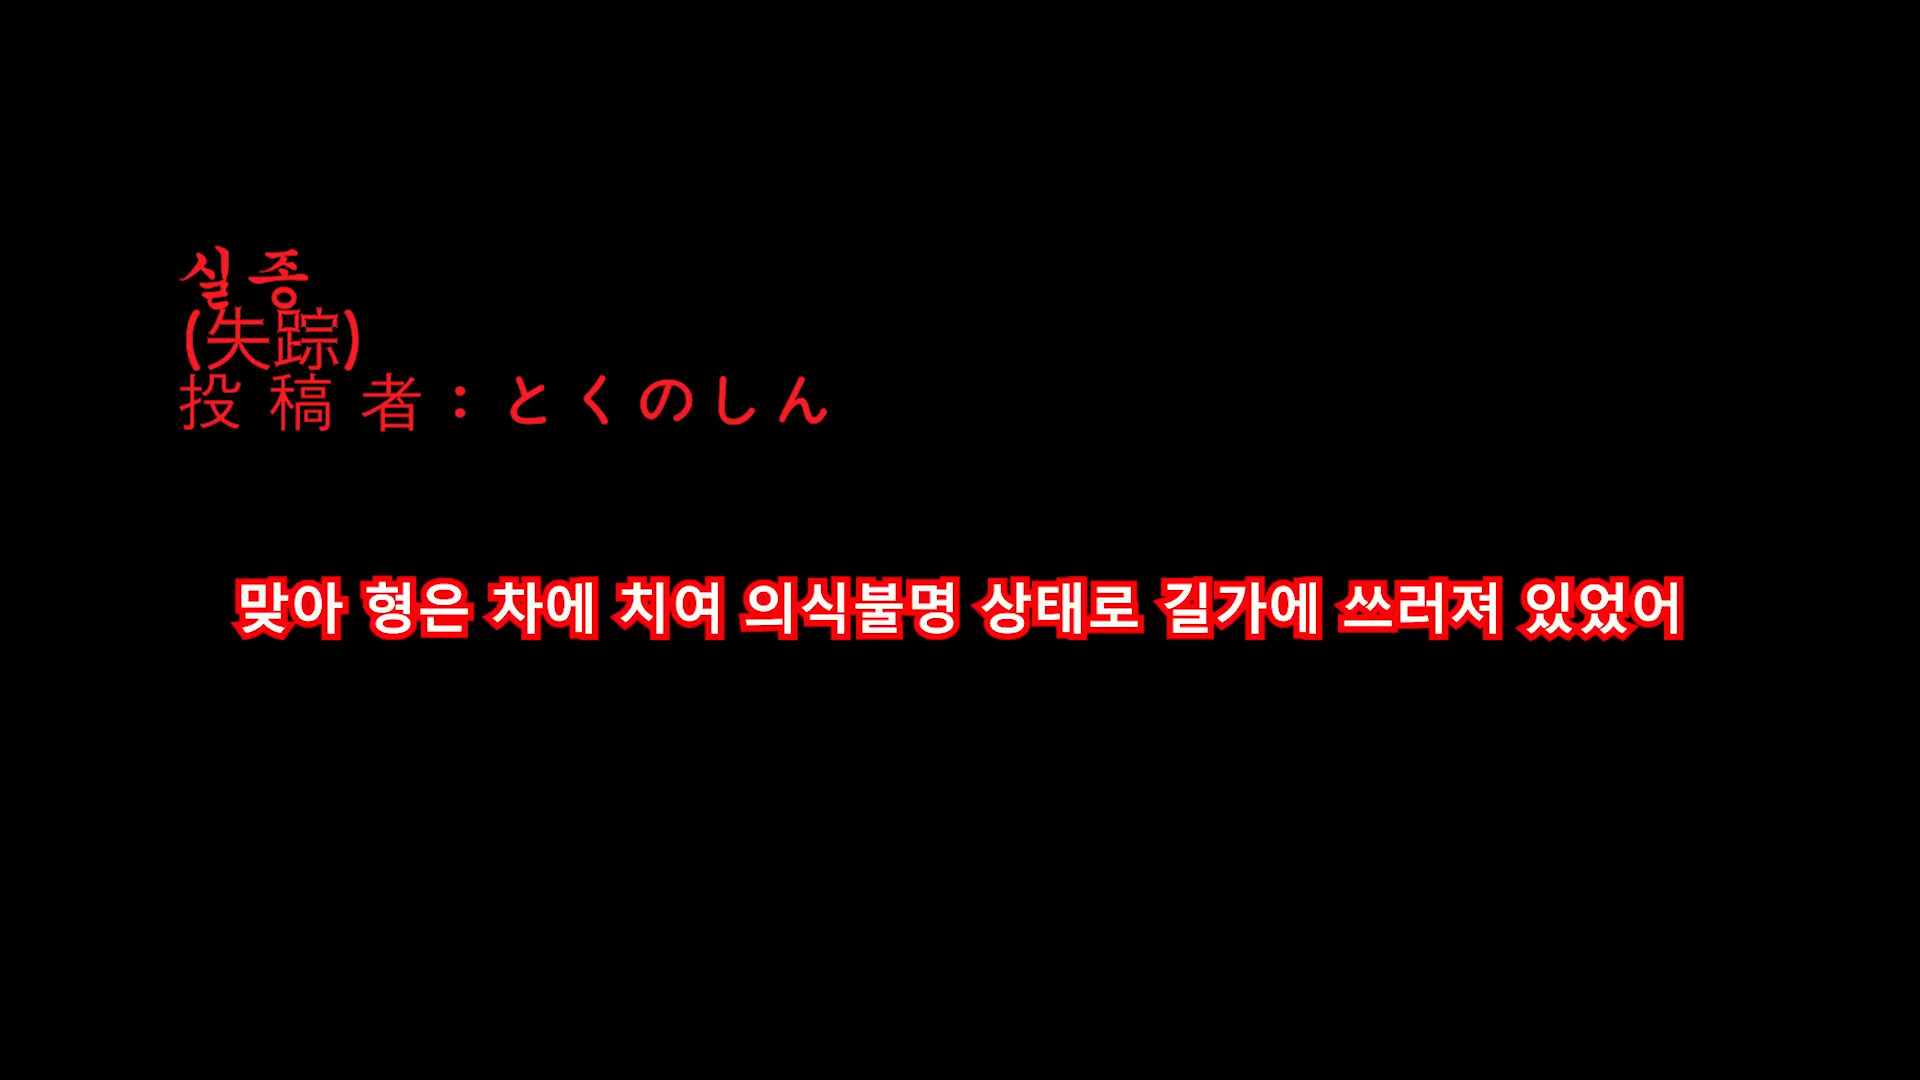 실종
(失踪)
投稿者：とくのしん
맞아 형은 차에 치여 의식불명 상태로 길가에 쓰러져 있었어